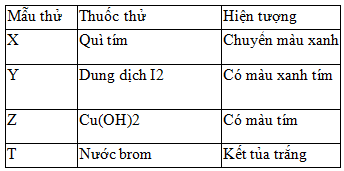 Mẫu thử Thuốc thử Hiện tượng
X Quì tím Chuyển màu xanh
Y Dung dịch I2 Có màu xanh tím
Z Cu(OH)2 Có màu tím
T Nước brom Kết tủa trắng